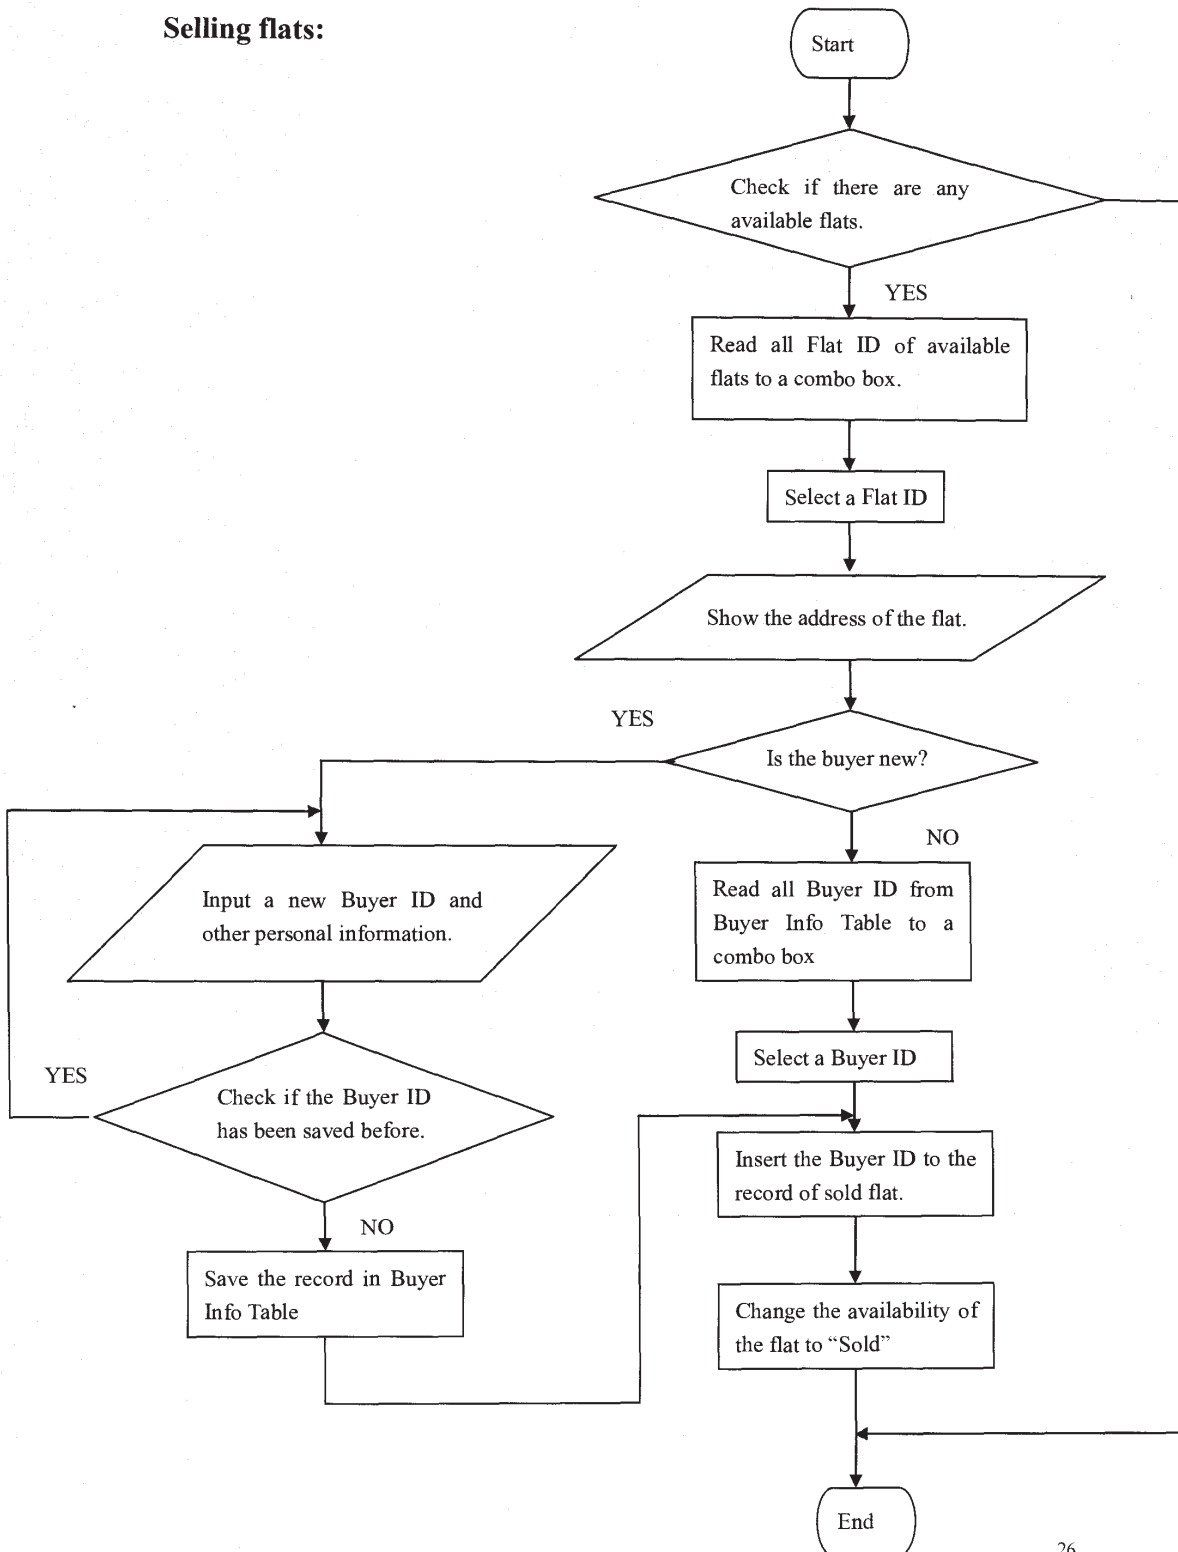 Selling flats:
Start
Check if there are any
available flats.
YES
Read all Flat ID of available
flats to a combo box.
Select a Flat ID
Show the address of the flat.
YES
Is the buyer new?
NO
Input a new Buyer ID and
other personal information.
Read all Buyer ID from
Buyer Info Table to a
combo box
Select a Buyer ID
YES
Check if the Buyer ID
has been saved before.
Insert the Buyer ID to the
record of sold flat.
NO
Save the record in Buyer
Info Table
Change the availability of
the flat to “Sold”
End
26